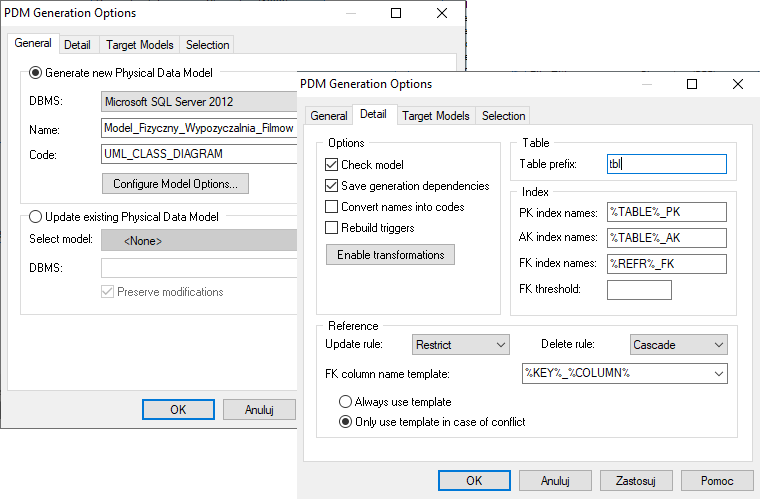 PDM Generation Options
General Detail Target Models Selection
Generate new Physical Data Model
DBMS: Microsoft SQL Server 2012
Name: Model_Fizyczny_Wypozyczalnia_Filmow
Code: UML_CLASS_DIAGRAM
Configure Model Options...
Update existing Physical Data Model
Select model: <None>
DBMS:
Preserve modifications
OK Anuluj
PDM Generation Options
General Detail Target Models Selection
Options
Check model
Save generation dependencies
Convert names into codes
Rebuild triggers
Enable transformations
Table
Table prefix: tbl
Index
PK index names: %TABLE%_PK
AK index names: %TABLE%_AK
FK index names: %REFR%_FK
FK threshold:
Reference
Update rule: Restrict Delete rule: Cascade
FK column name template: %KEY%_%COLUMN%
Always use template
Only use template in case of conflict
OK Anuluj Zastosuj Pomoc